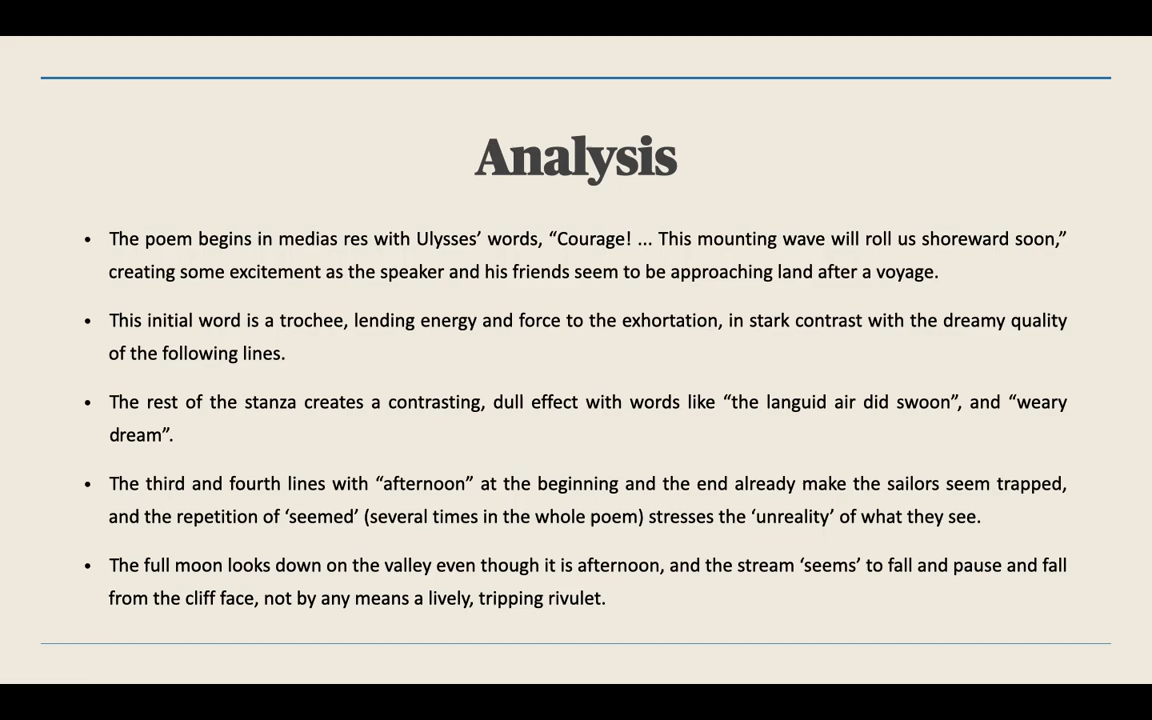 Analysis
• The poem begins in medias res with Ulysses’ words, “Courage! ... This mounting wave will roll us shoreward soon,”
creating some excitement as the speaker and his friends seem to be approaching land after a voyage.
• This initial word is a trochee, lending energy and force to the exhortation, in stark contrast with the dreamy quality
of the following lines.
• The rest of the stanza creates a contrasting, dull effect with words like “the languid air did swoon”, and “weary
dream”.
• The third and fourth lines with “afternoon” at the beginning and the end already make the sailors seem trapped,
and the repetition of ‘seemed’ (several times in the whole poem) stresses the ‘unreality’ of what they see.
• The full moon looks down on the valley even though it is afternoon, and the stream ‘seems’ to fall and pause and fall
from the cliff face, not by any means a lively, tripping rivulet.